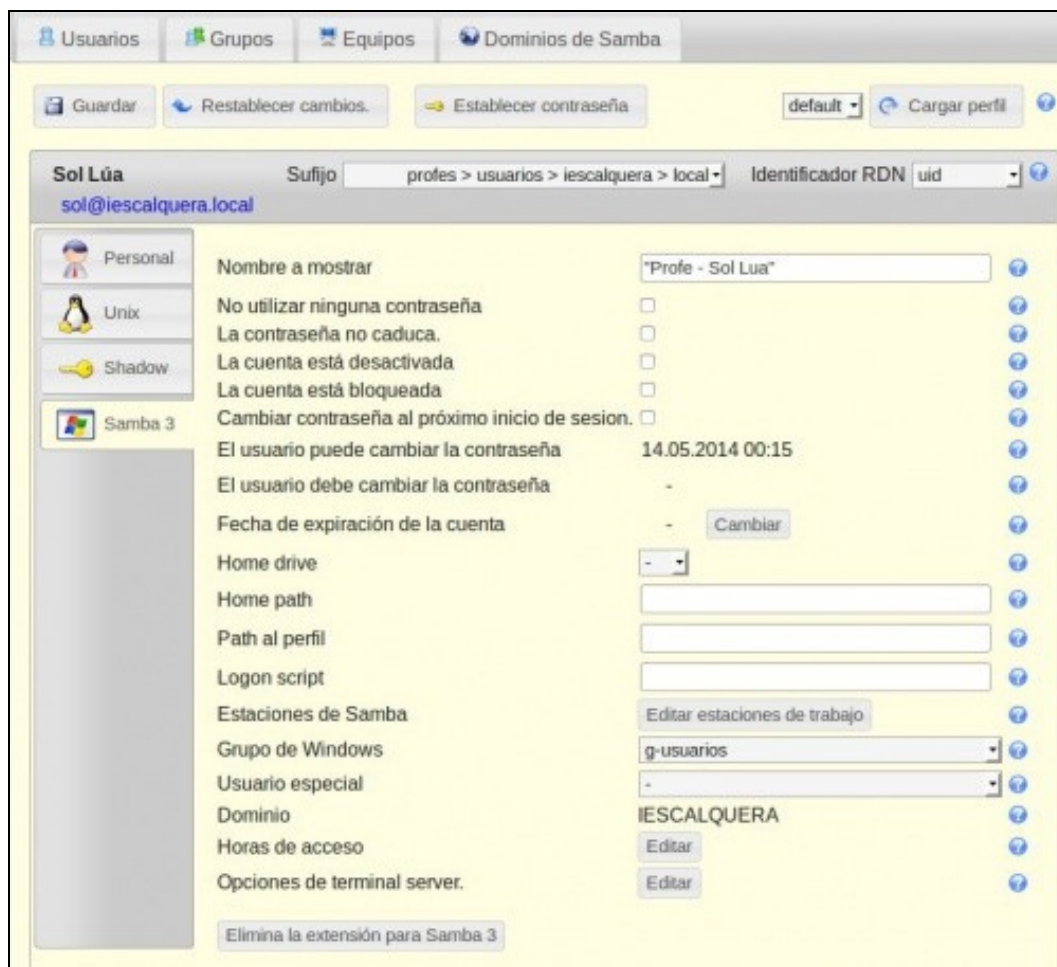 Usuarios Grupos Equipos Dominios de Samba
Guardar Restablecer cambios. Establecer contraseña default Cargar perfil
Sol Lúa Sufijo profes > usuarios > iescalquera > local Identificador RDN uid
sol@iescalquera.local
Personal
Unix
Shadow
Samba 3
Nombre a mostrar "Profe - Sol Lua"
No utilizar ninguna contraseña
La contraseña no caduca.
La cuenta está desactivada
La cuenta está bloqueada
Cambiar contraseña al próximo inicio de sesion.
El usuario puede cambiar la contraseña 14.05.2014 00:15
El usuario debe cambiar la contraseña -
Fecha de expiración de la cuenta - Cambiar
Home drive -
Home path
Path al perfil
Logon script
Estaciones de Samba Editar estaciones de trabajo
Grupo de Windows g-usuarios
Usuario especial -
Dominio IESCALQUERA
Horas de acceso Editar
Opciones de terminal server. Editar
Elimina la extensión para Samba 3